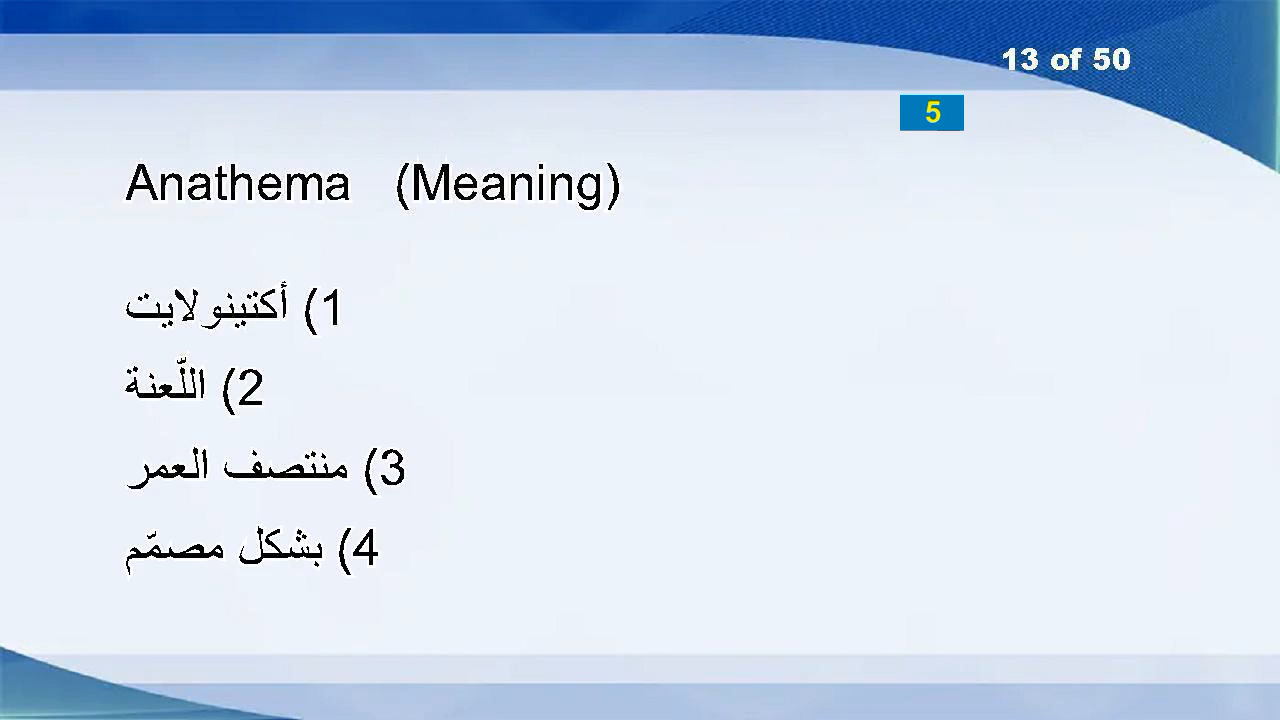 13 of 50
5
Anathema (Meaning)
1) أكتينولايت
2) اللّعنة
3) منتصف العمر
4) بشكل مصمّم